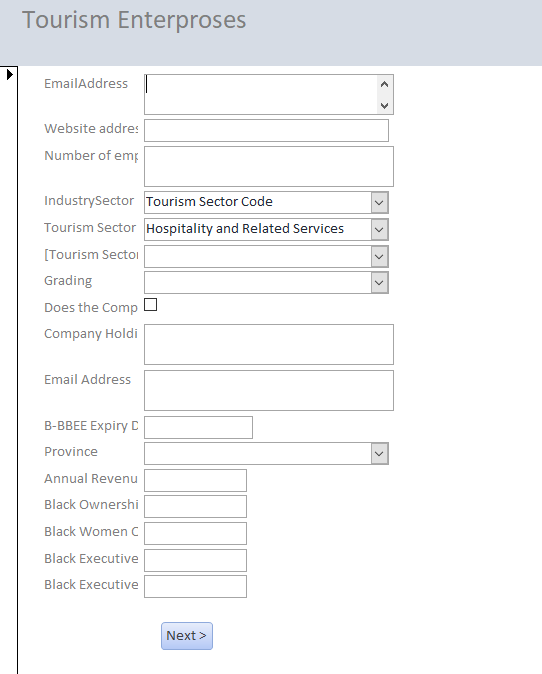 Tourism Enterproses
EmailAddress
Website addres
Number of emp
IndustrySector Tourism Sector Code
Tourism Sector Hospitality and Related Services
[Tourism Sector
Grading
Does the Comp
Company Holdi
Email Address
B-BBEE Expiry D
Province
Annual Revenu
Black Ownershi
Black Women C
Black Executive
Black Executive
Next >